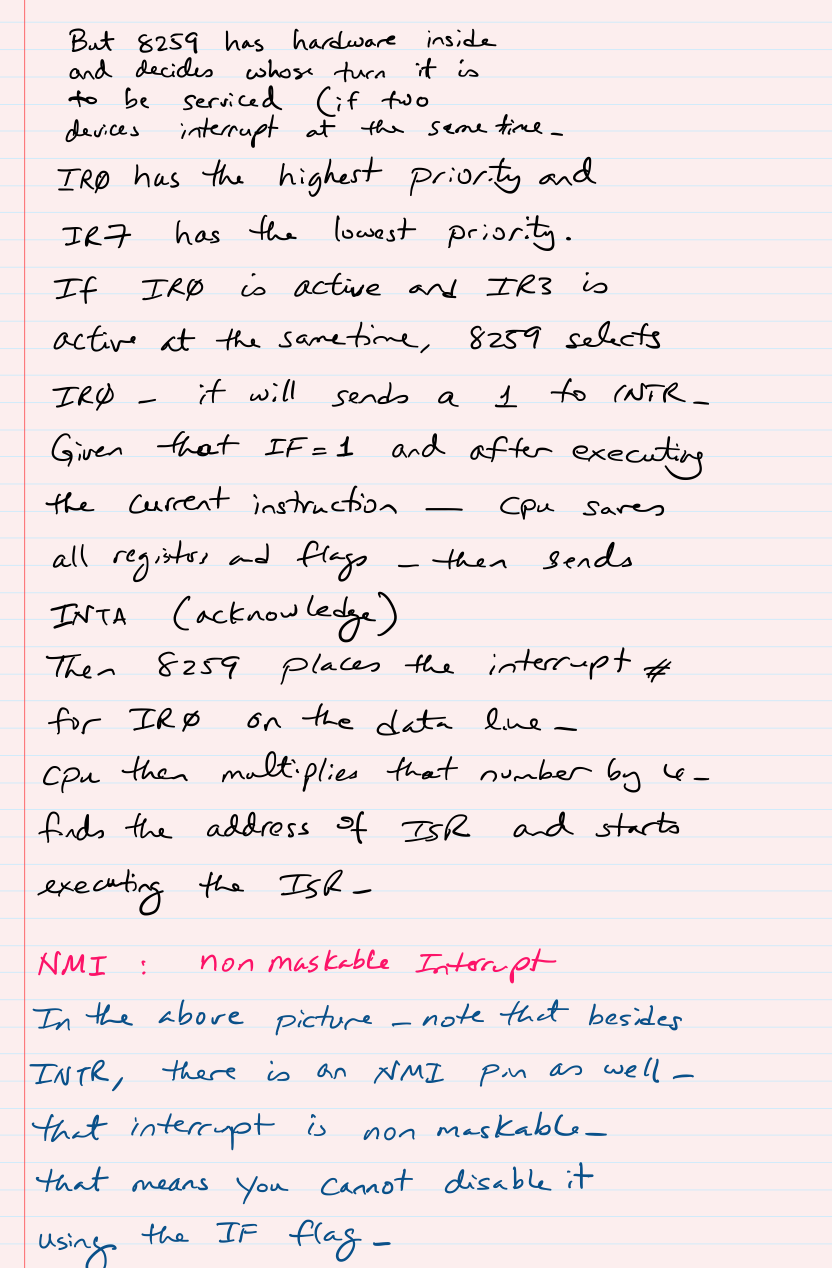 But 8259 has hardware inside
and decides whose turn it is
to be serviced (if two
devices interrupt at the same time -
IRØ has the highest priority and
IR7 has the lowest priority.
If IRØ is active and IR3 is
active at the same time, 8259 selects
IRØ - it will sends a 1 to INTR -
Given that IF = 1 and after executing
the current instruction — CPU saves
all registers and flags - then sends
INTA (acknowledge)
Then 8259 places the interrupt #
for IRØ on the data line -
CPU then multiplies that number by 4 -
finds the address of ISR and starts
executing the ISR -
NMI : non maskable Interrupt
In the above picture - note that besids
INTR, there is an NMI pin as well -
that interrupt is non maskable -
that means you cannot disable it
using the IF flag -